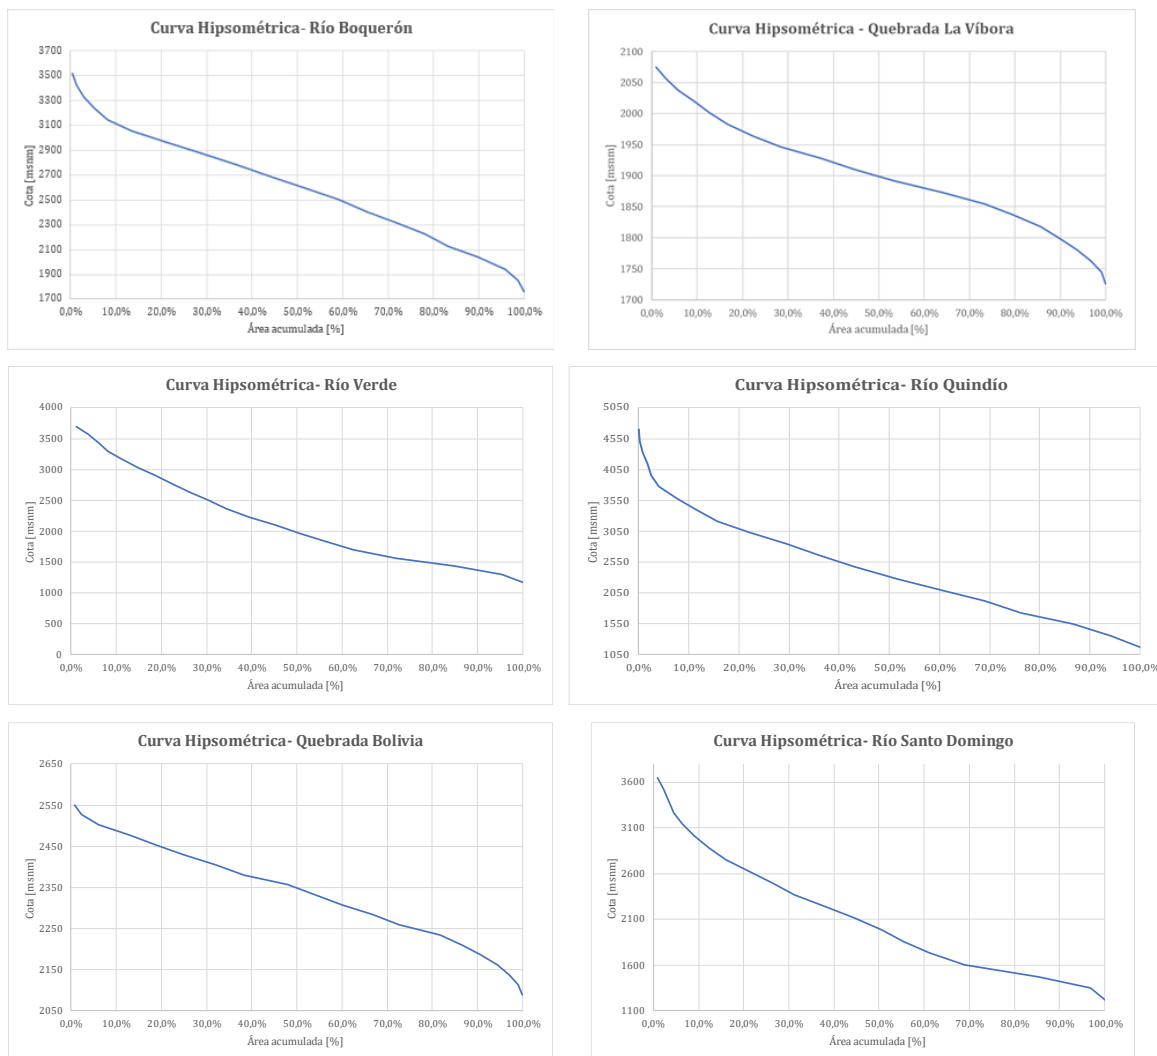 Curva Hipsométrica- Río Boquerón
3700
3500
3300
3100
2900
2700
2500
2300
2100
1900
1700
Cota [msnm]
0,0% 10,0% 20,0% 30,0% 40,0% 50,0% 60,0% 70,0% 80,0% 90,0% 100,0%
Área acumulada [%]
Curva Hipsométrica - Quebrada La Víbora
2100
2050
2000
1950
1900
1850
1800
1750
1700
Cota [msnm]
0,0% 10,0% 20,0% 30,0% 40,0% 50,0% 60,0% 70,0% 80,0% 90,0% 100,0%
Área acumulada [%]
Curva Hipsométrica- Río Verde
4000
3500
3000
2500
2000
1500
1000
500
0
Cota [msnm]
0,0% 10,0% 20,0% 30,0% 40,0% 50,0% 60,0% 70,0% 80,0% 90,0% 100,0%
Área acumulada [%]
Curva Hipsométrica- Río Quindío
5050
4550
4050
3550
3050
2550
2050
1550
1050
Cota [msnm]
0,0% 10,0% 20,0% 30,0% 40,0% 50,0% 60,0% 70,0% 80,0% 90,0% 100,0%
Área acumulada [%]
Curva Hipsométrica- Quebrada Bolivia
2650
2550
2450
2350
2250
2150
2050
Cota [msnm]
0,0% 10,0% 20,0% 30,0% 40,0% 50,0% 60,0% 70,0% 80,0% 90,0% 100,0%
Área acumulada [%]
Curva Hipsométrica- Río Santo Domingo
3600
3100
2600
2100
1600
1100
Cota [msnm]
0,0% 10,0% 20,0% 30,0% 40,0% 50,0% 60,0% 70,0% 80,0% 90,0% 100,0%
Área acumulada [%]